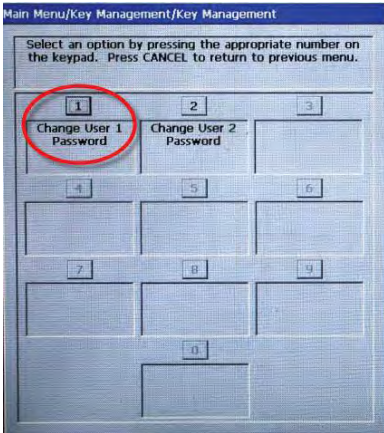 Main Menu/Key Management/Key Management
Select an option by pressing the appropriate number on
the keypad. Press CANCEL to return to previous menu.
1
2
3
Change User 1
Password
Change User 2
Password
4
5
6
7
8
9
0